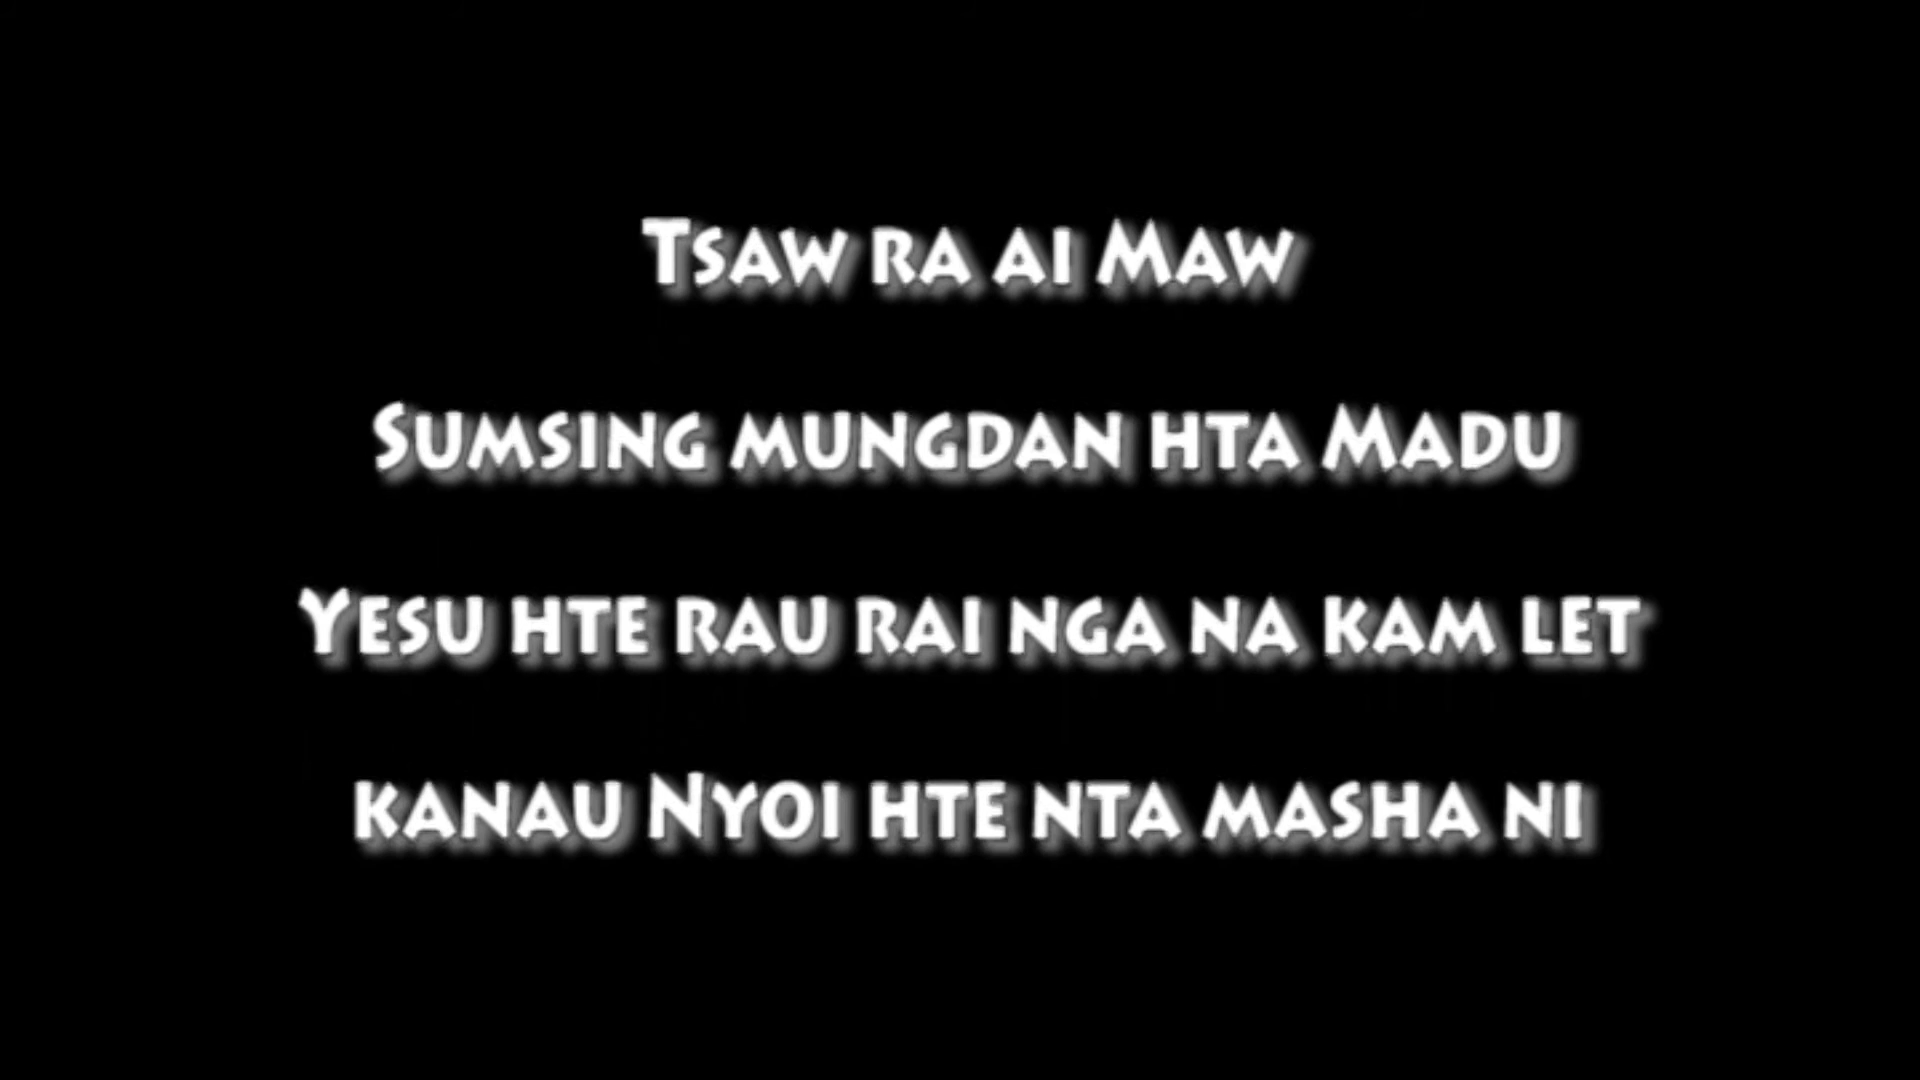 Tsaw ra ai Maw
Sumsing mungdan hta Madu
Yesu hte rau rai nga na kam let
kanau Nyoi hte nta masha ni